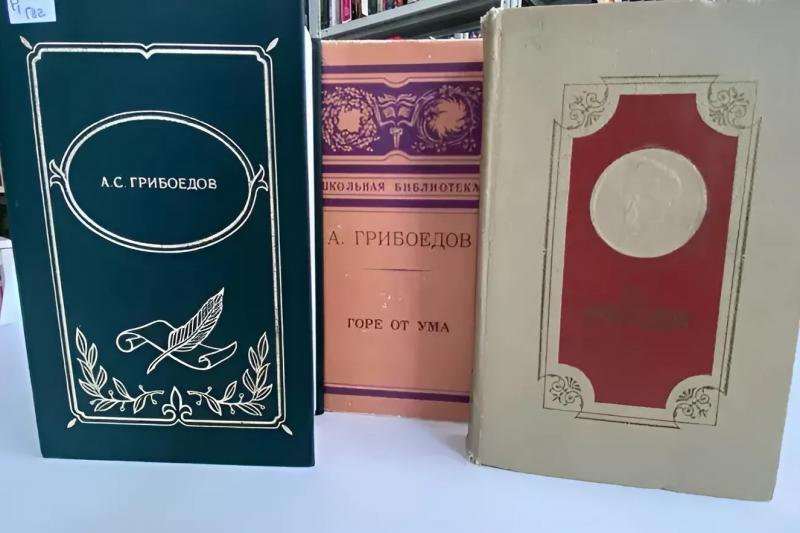 А.С. ГРИБОЕДОВ
ШКОЛЬНАЯ БИБЛИОТЕКА
А. ГРИБОЕДОВ
ГОРЕ ОТ УМА